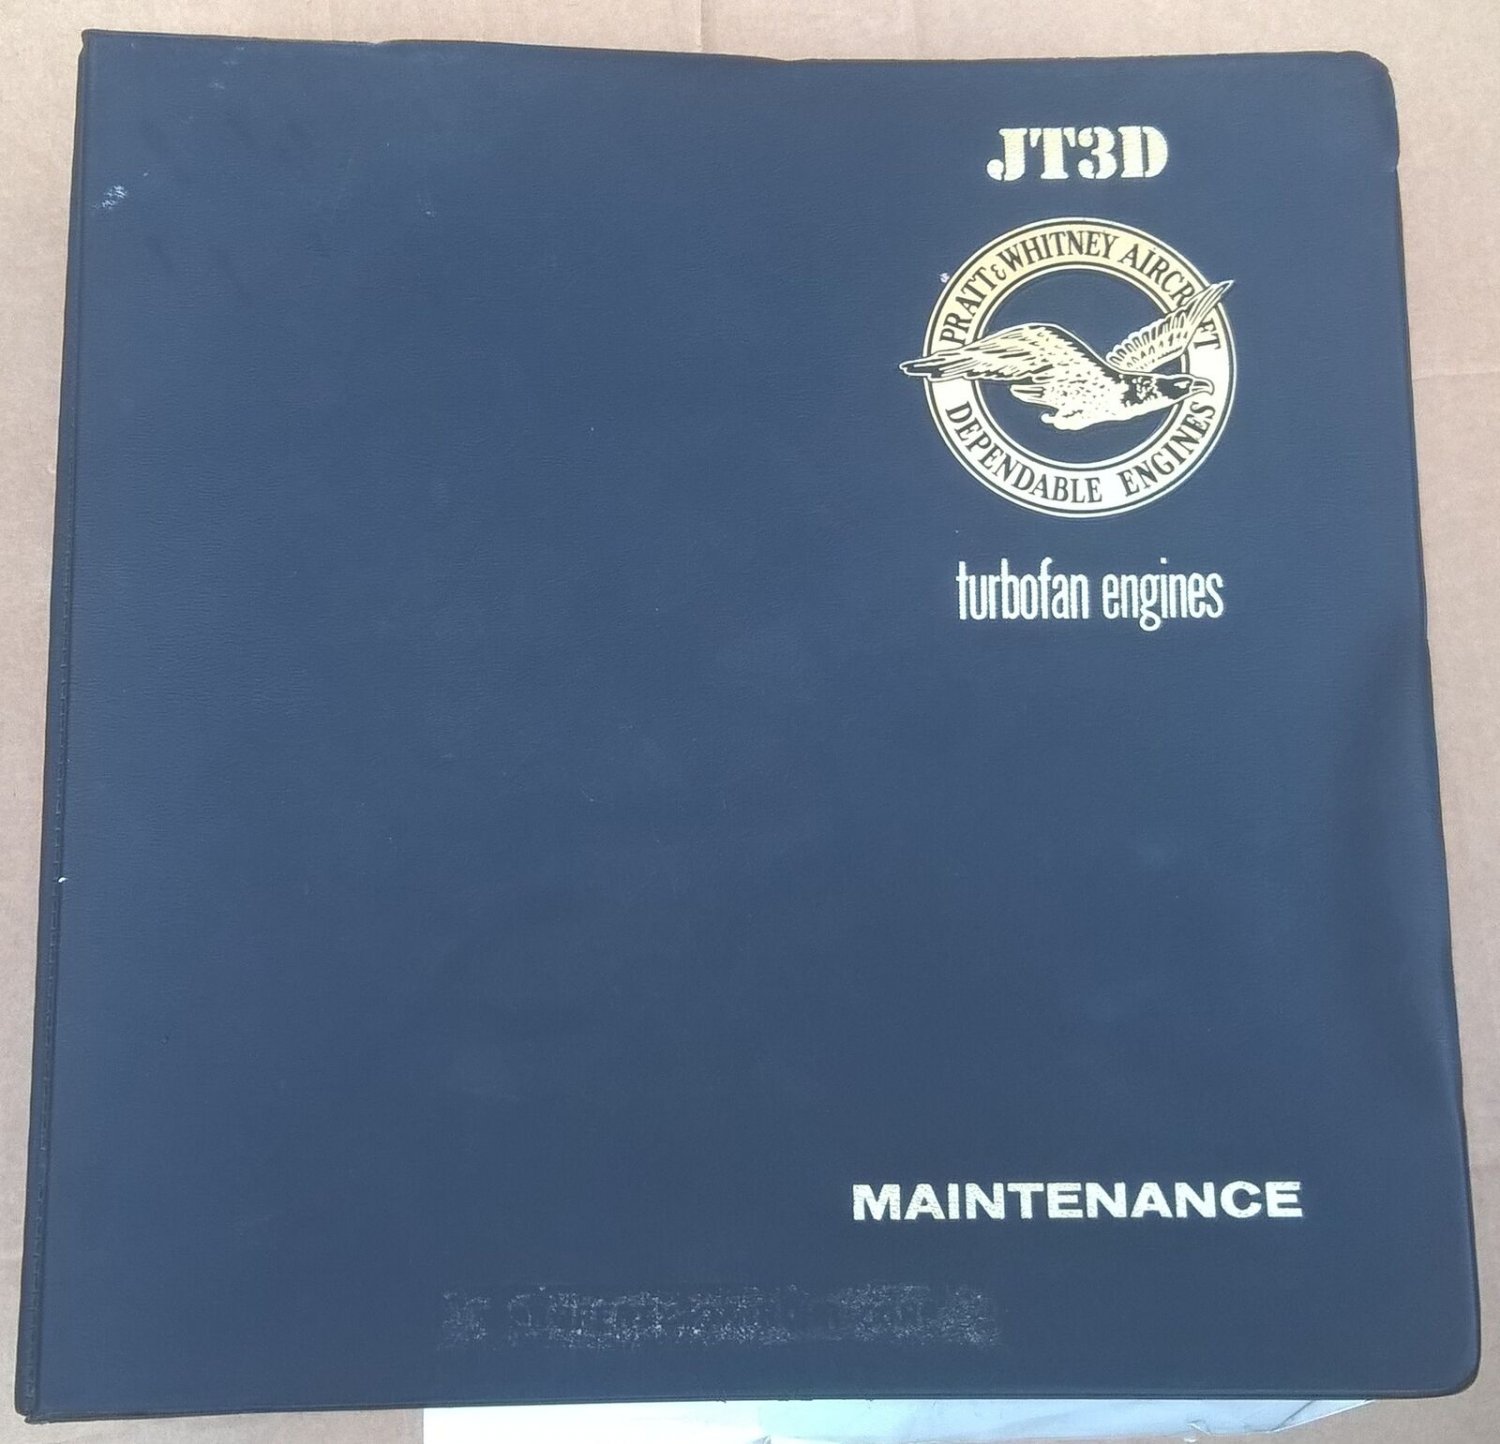 JT3D
PRATT & WHITNEY AIRCRAFT
DEPENDABLE ENGINES
turbofan engines
MAINTENANCE